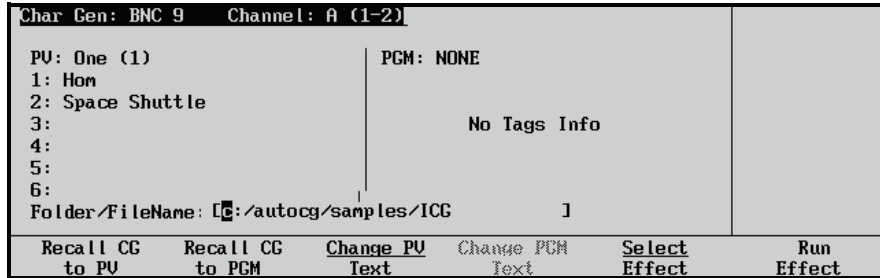 Char Gen: BNC 9 Channel: A (1-2)
PV: One (1) PGM: NONE
1: Hom
2: Space Shuttle
3: No Tags Info
4:
5:
6:
Folder/FileName: [c:/autocg/samples/ICG ]
Recall CG Recall CG Change PV Change PGM Select Run
to PV to PGM Text Text Effect Effect